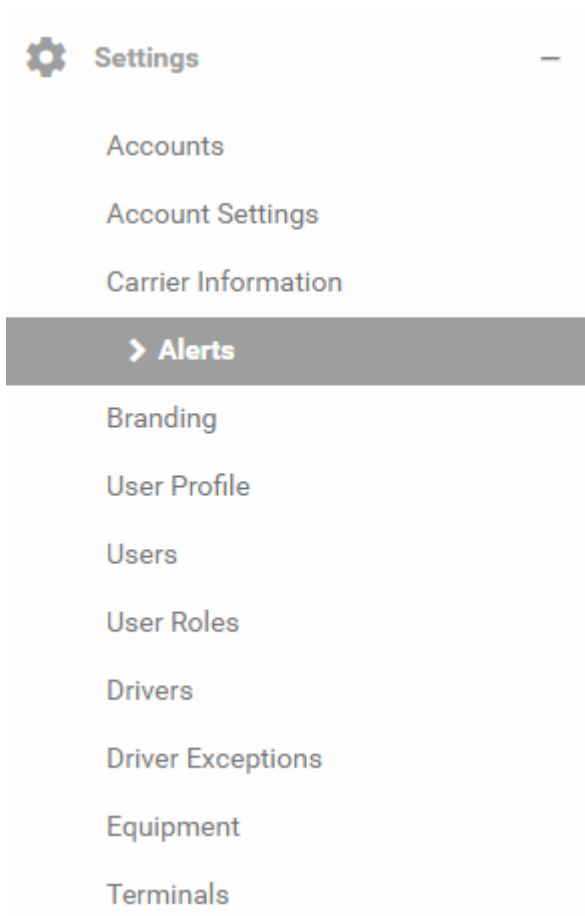 Settings
Accounts
Account Settings
Carrier Information
Alerts
Branding
User Profile
Users
User Roles
Drivers
Driver Exceptions
Equipment
Terminals